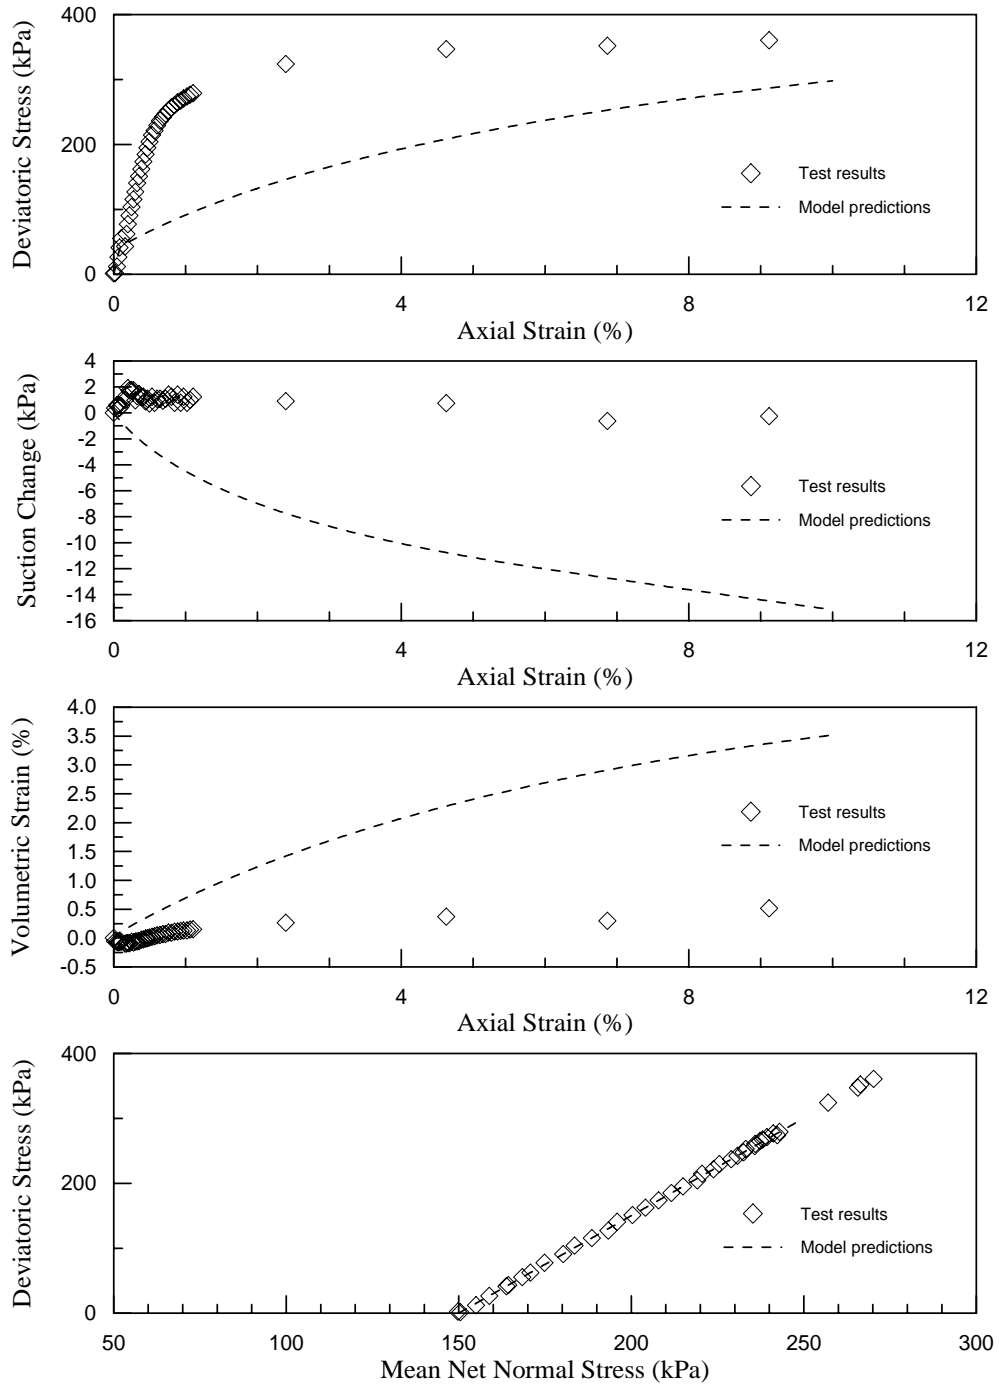 400
200
0
Deviatoric Stress (kPa)
Test results
Model predictions
0
4
8
12
Axial Strain (%)
4
2
0
-2
-4
-6
-8
-10
-12
-14
-16
Suction Change (kPa)
Test results
Model predictions
0
4
8
12
Axial Strain (%)
4.0
3.5
3.0
2.5
2.0
1.5
1.0
0.5
0.0
-0.5
Volumetric Strain (%)
Test results
Model predictions
0
4
8
12
Axial Strain (%)
400
200
0
Deviatoric Stress (kPa)
Test results
Model predictions
50
100
150
200
250
300
Mean Net Normal Stress (kPa)